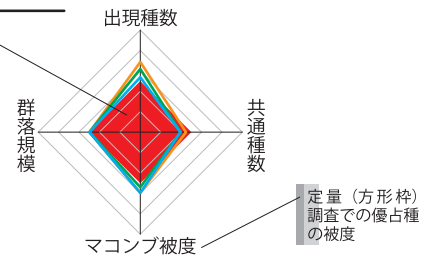 出現種数
群落規模
共通種数
マコンブ被度
定量（方形枠）
調査での優占種
の被度